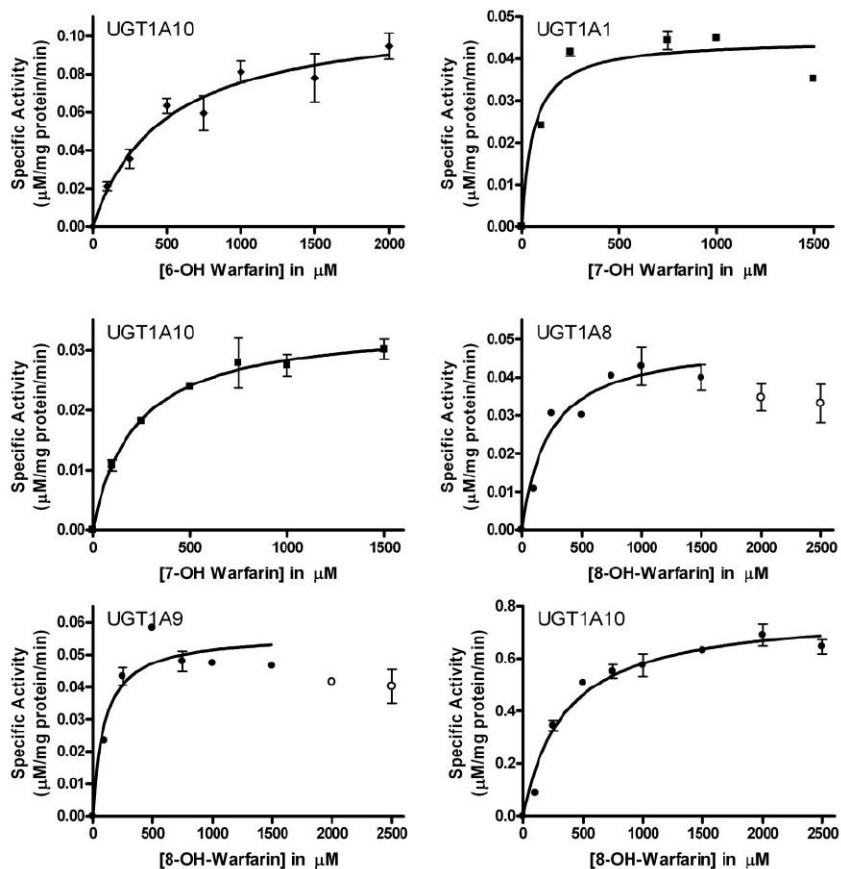 UGT1A10
Specific Activity
(µM/mg protein/min)
0.10
0.08
0.06
0.04
0.02
0.00
0
500
1000
1500
2000
[6-OH Warfarin] in µM
UGT1A1
Specific Activity
(µM/mg protein/min)
0.05
0.04
0.03
0.02
0.01
0.00
0
500
1000
1500
[7-OH Warfarin] in µM
UGT1A10
Specific Activity
(µM/mg protein/min)
0.03
0.02
0.01
0.00
0
500
1000
1500
[7-OH Warfarin] in µM
UGT1A8
Specific Activity
(µM/mg protein/min)
0.05
0.04
0.03
0.02
0.01
0.00
0
500
1000
1500
2000
2500
[8-OH-Warfarin] in µM
UGT1A9
Specific Activity
(µM/mg protein/min)
0.06
0.05
0.04
0.03
0.02
0.01
0.00
0
500
1000
1500
2000
2500
[8-OH-Warfarin] in µM
UGT1A10
Specific Activity
(µM/mg protein/min)
0.8
0.6
0.4
0.2
0.0
0
500
1000
1500
2000
2500
[8-OH-Warfarin] in µM